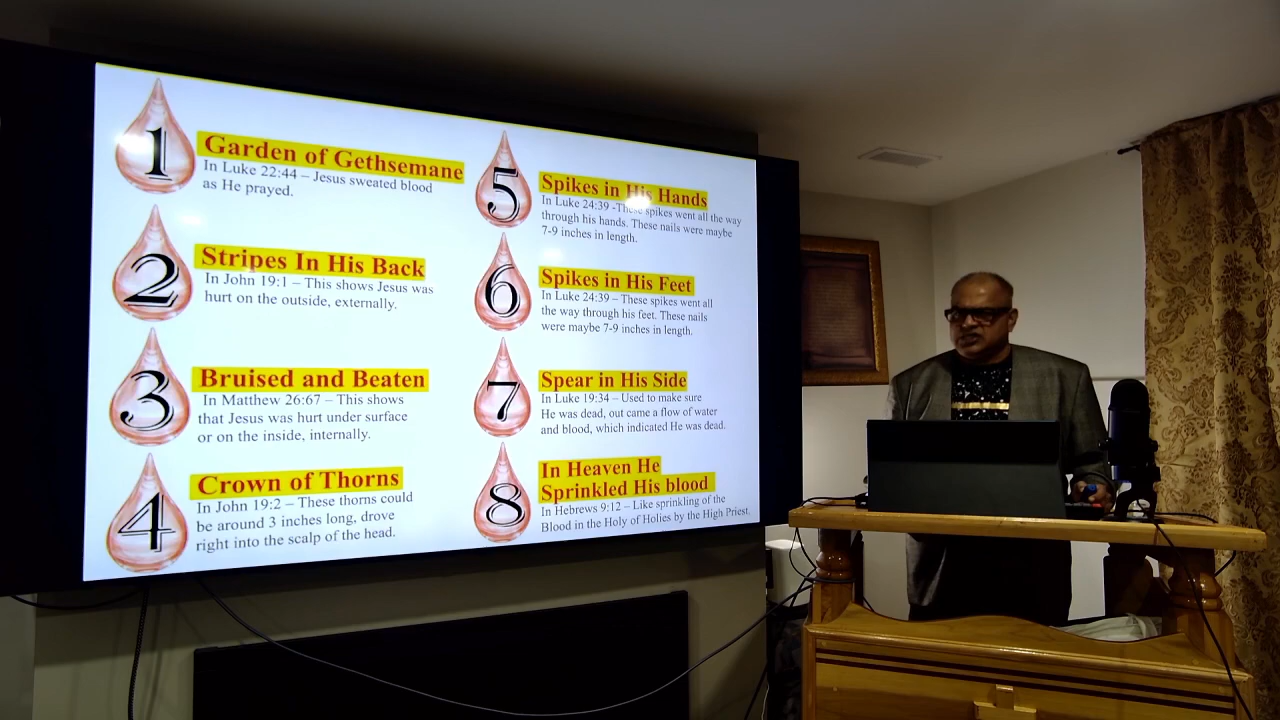 1
Garden of Gethsemane
In Luke 22:44 – Jesus sweated blood
as He prayed.
2
Stripes In His Back
In John 19:1 – This shows Jesus was
hurt on the outside, externally.
3
Bruised and Beaten
In Matthew 26:67 – This shows
that Jesus was hurt under surface
or on the inside, internally.
4
Crown of Thorns
In John 19:2 – These thorns could
be around 3 inches long, drove
right into the scalp of the head.
5
Spikes in His Hands
In Luke 24:39 -These spikes went all the way
through his hands. These nails were maybe
7-9 inches in length.
6
Spikes in His Feet
In Luke 24:39 – These spikes went all
the way through his feet. These nails
were maybe 7-9 inches in length.
7
Spear in His Side
In Luke 19:34 – Used to make sure
He was dead, out came a flow of water
and blood, which indicated He was dead.
8
In Heaven He
Sprinkled His blood
In Hebrews 9:12 – Like sprinkling of the
Blood in the Holy of Holies by the High Priest.